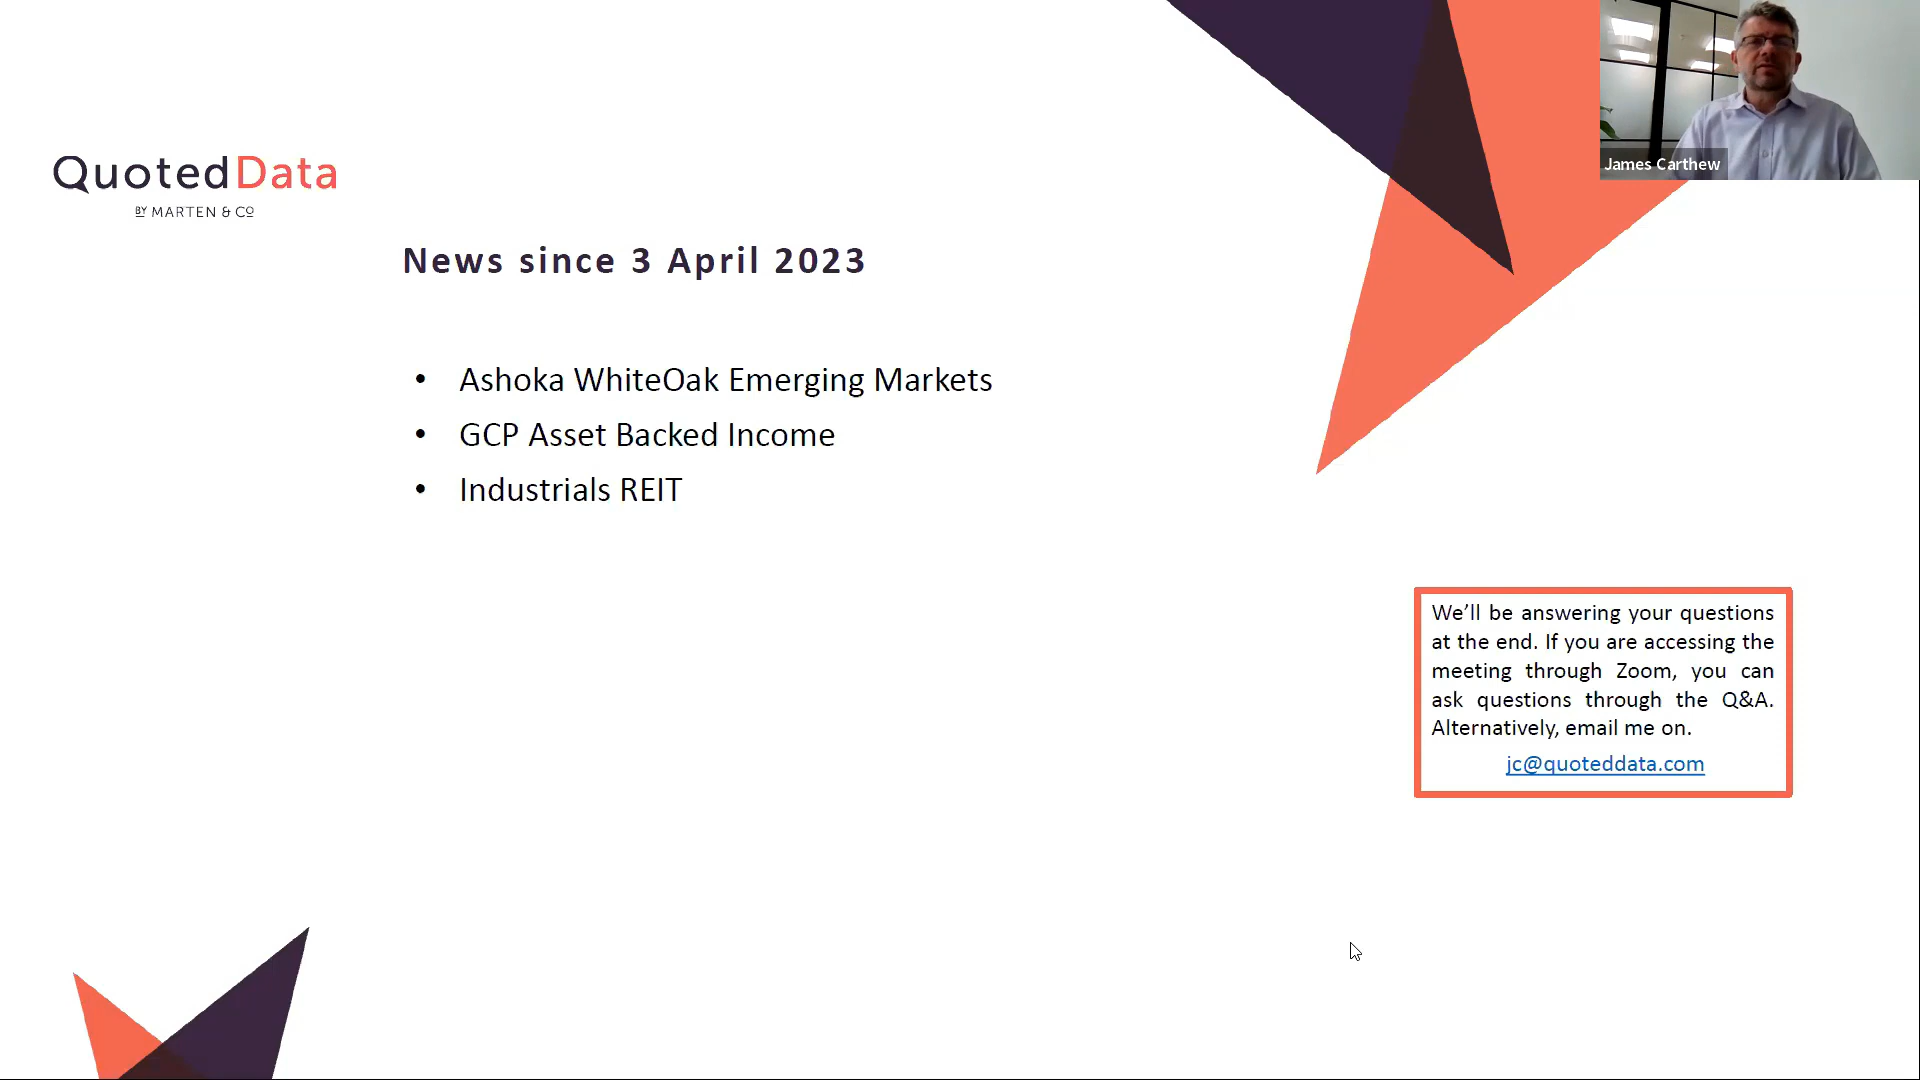 James Carthew
QuotedData
BY MARTEN & CO
News since 3 April 2023
• Ashoka WhiteOak Emerging Markets
• GCP Asset Backed Income
• Industrials REIT
We’ll be answering your questions
at the end. If you are accessing the
meeting through Zoom, you can
ask questions through the Q&A.
Alternatively, email me on.
jc@quoteddata.com